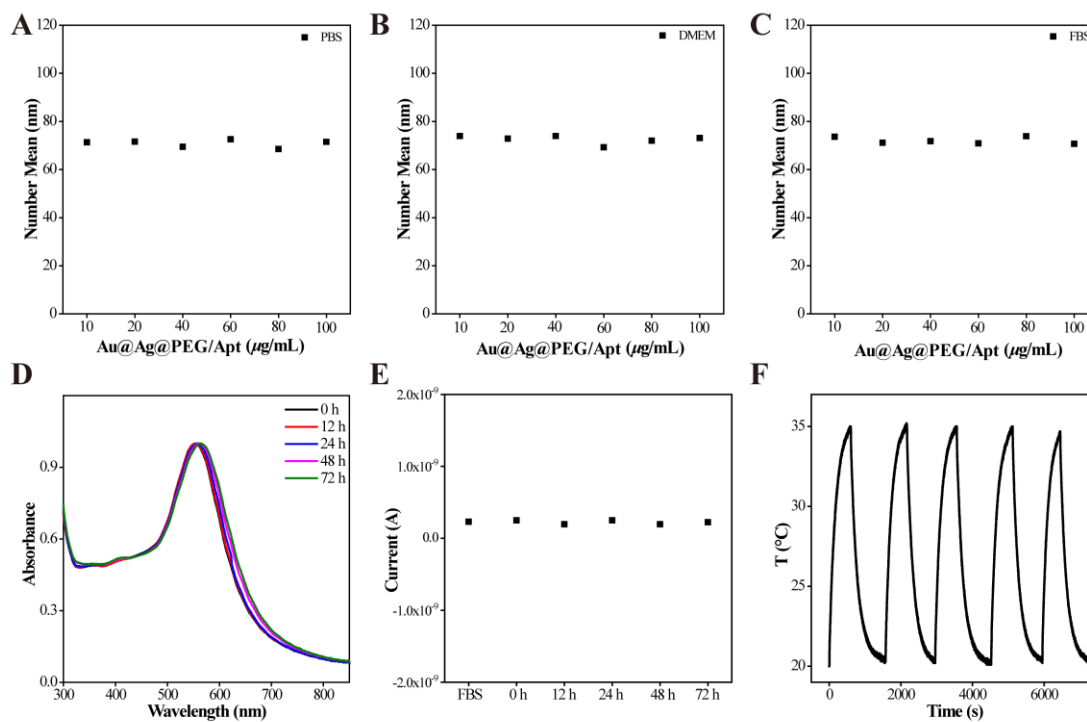 A
PBS
120
100
80
60
40
20
0
Number Mean (nm)
10 20 40 60 80 100
Au@Ag@PEG/Apt (μg/mL)
B
DMEM
120
100
80
60
40
20
0
Number Mean (nm)
10 20 40 60 80 100
Au@Ag@PEG/Apt (μg/mL)
C
FBS
120
100
80
60
40
20
0
Number Mean (nm)
10 20 40 60 80 100
Au@Ag@PEG/Apt (μg/mL)
D
0 h
12 h
24 h
48 h
72 h
0.9
0.6
0.3
0.0
Absorbance
300 400 500 600 700 800
Wavelength (nm)
E
2.0x10⁻⁹
1.0x10⁻⁹
0.0
-1.0x10⁻⁹
-2.0x10⁻⁹
Current (A)
FBS 0 h 12 h 24 h 48 h 72 h
F
35
30
25
20
T (°C)
0 2000 4000 6000
Time (s)